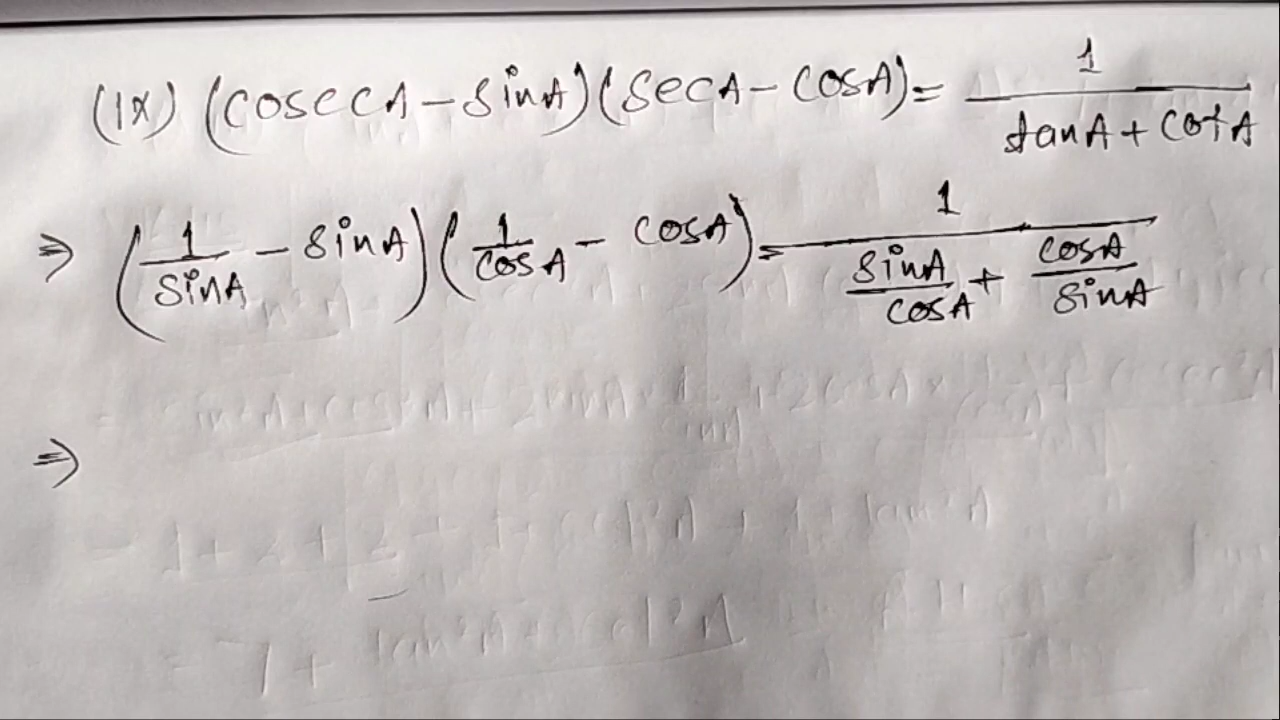 (ix) (cosecA - sinA)(secA - cosA) = 1/(tanA + cotA)
⇒ (1/sinA - sinA)(1/cosA - cosA) = 1/(sinA/cosA + cosA/sinA)
⇒